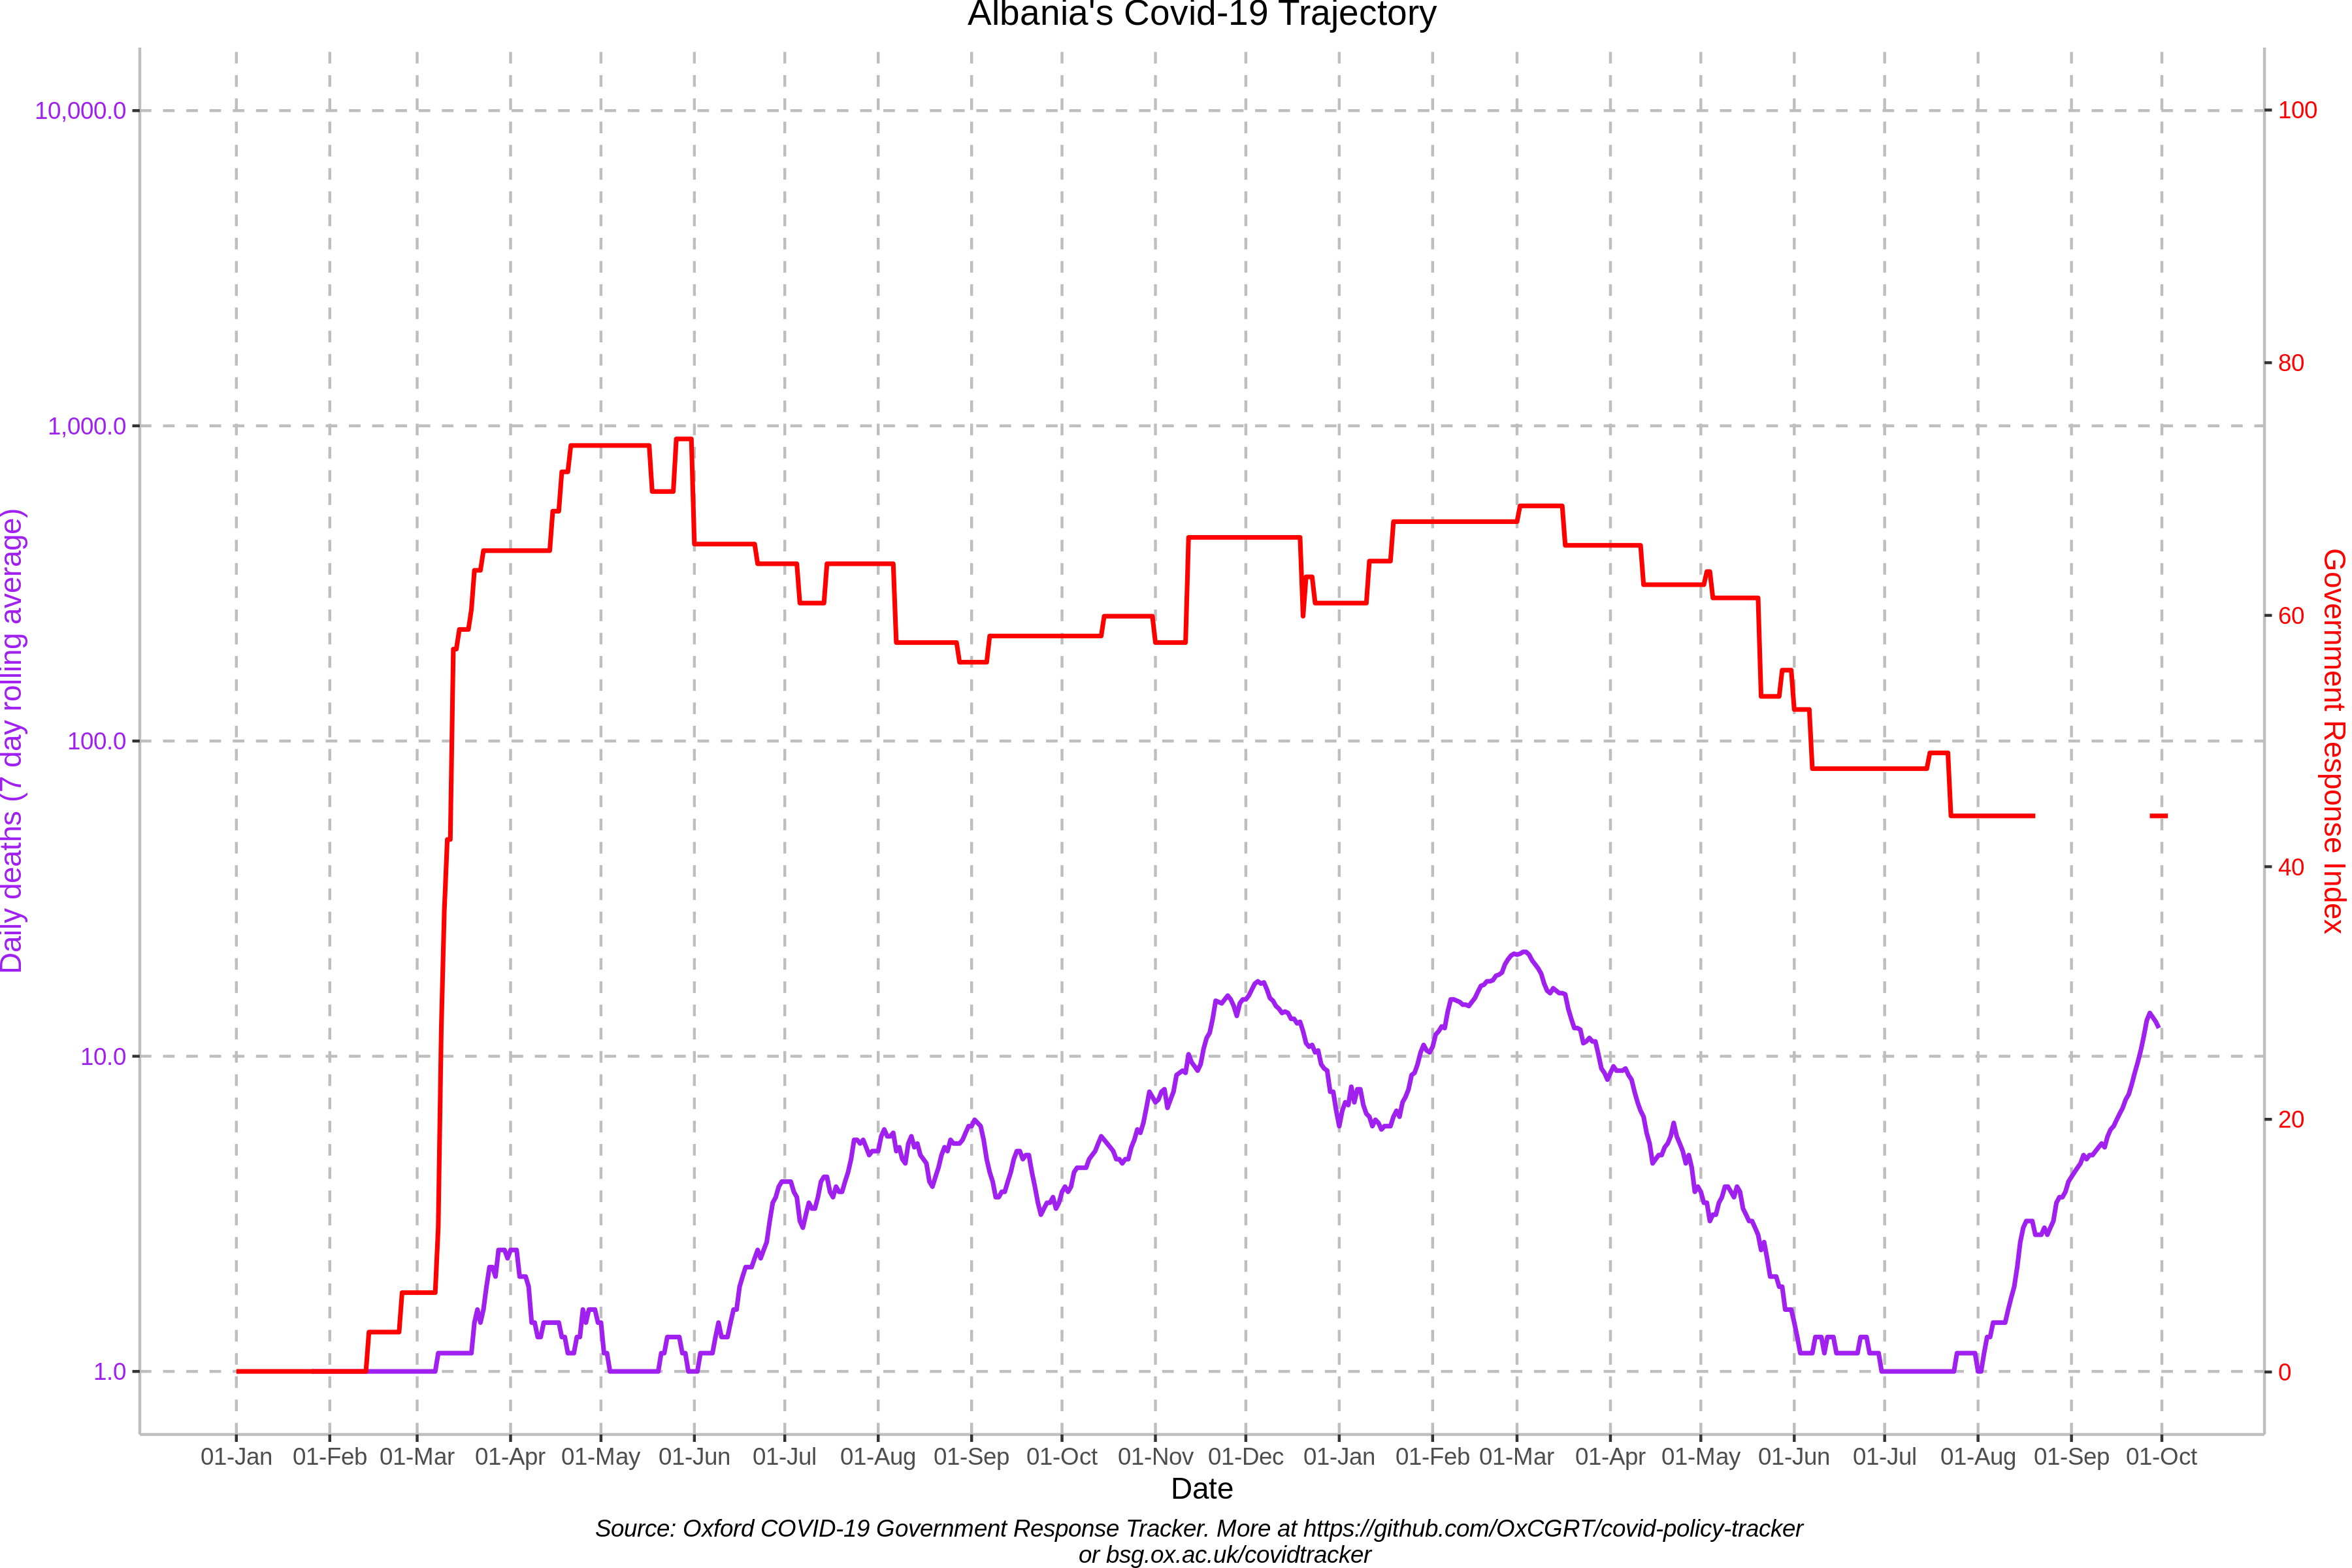 Albania's Covid-19 Trajectory
10,000.0
1,000.0
100.0
10.0
1.0
Daily deaths (7 day rolling average)
100
80
60
40
20
0
Government Response Index
01-Jan 01-Feb 01-Mar 01-Apr 01-May 01-Jun 01-Jul 01-Aug 01-Sep 01-Oct 01-Nov 01-Dec 01-Jan 01-Feb 01-Mar 01-Apr 01-May 01-Jun 01-Jul 01-Aug 01-Sep 01-Oct
Date
Source: Oxford COVID-19 Government Response Tracker. More at https://github.com/OxCGRT/covid-policy-tracker
or bsg.ox.ac.uk/covidtracker